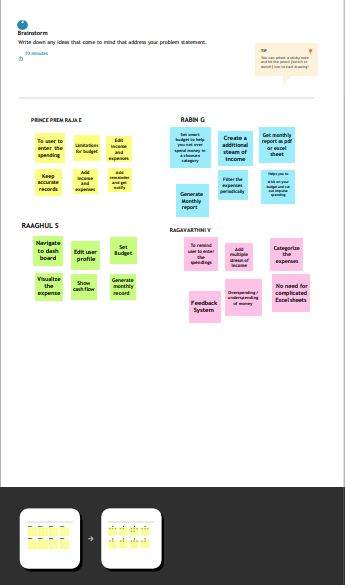 2
Brainstorm
Write down any ideas that come to mind that address your problem statement.
10 minutes
TIP
You can select a sticky note
and hit the pencil [switch to
sketch] icon to start drawing!
PRINCE PREM RAJA E
To user to
enter the
spending
Limitations
for budget
Edit
income
and
expenses
Keep
accurate
records
Add
income
and
expenses
Add
remainder
and get
notify
RABIN G
Set smart
budget to help
you not over
spend money in
a chosen
category
Create a
additional
steam of
income
Get monthly
report as pdf
or excel
sheet
Generate
Monthly
report
Filter the
expenses
periodically
Helps you to
stick on your
budget and cut
out impulse
spending
RAAGHUL S
Navigate
to dash
board
Edit user
profile
Set
Budget
Visualize
the
expense
Show
cash flow
Generate
monthly
record
RAGAVARTHINI V
To remind
user to enter
the
spendings
Add
multiple
stream of
income
Categorize
the
expenses
Feedback
System
Overspending /
underspending
of money
No need for
complicated
Excel sheets